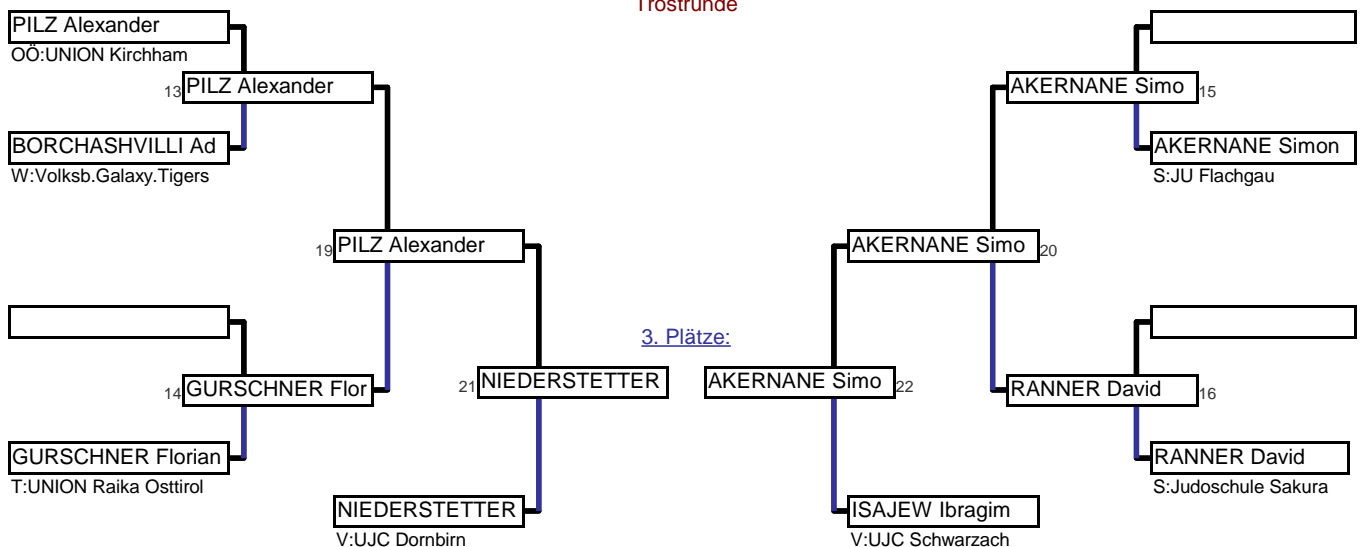 Trostrunde
PILZ Alexander
OÖ:UNION Kirchham
13 PILZ Alexander
BORCHASHVILLI Ad
W:Volksb.Galaxy.Tigers
19 PILZ Alexander
14 GURSCHNER Flor
GURSCHNER Florian
T:UNION Raika Osttirol
21 NIEDERSTETTER
NIEDERSTETTER
V:UJC Dornbirn
3. Plätze:
AKERNANE Simo 15
AKERNANE Simon
S:JU Flachgau
AKERNANE Simo 20
AKERNANE Simo 22
RANNER David 16
RANNER David
S:Judoschule Sakura
ISAJEW Ibragim
V:UJC Schwarzach